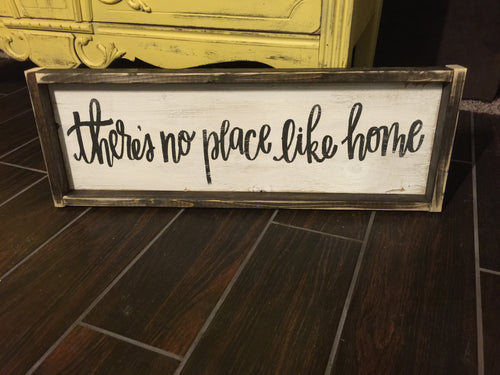 there's no place like home